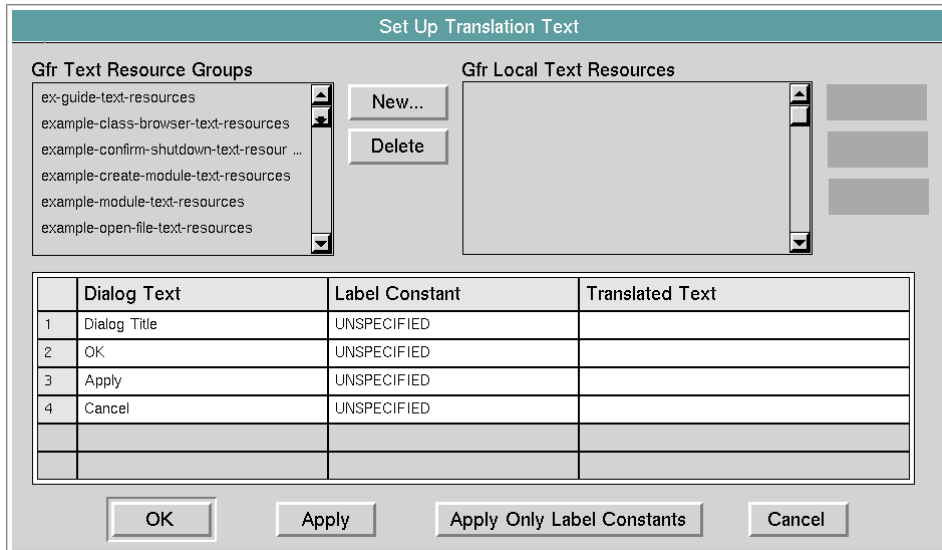 Set Up Translation Text
Gfr Text Resource Groups
ex-guide-text-resources
example-class-browser-text-resources
example-confirm-shutdown-text-resour ...
example-create-module-text-resources
example-module-text-resources
example-open-file-text-resources
New...
Delete
Gfr Local Text Resources
Dialog Text Label Constant Translated Text
1 Dialog Title UNSPECIFIED
2 OK UNSPECIFIED
3 Apply UNSPECIFIED
4 Cancel UNSPECIFIED
OK Apply Apply Only Label Constants Cancel